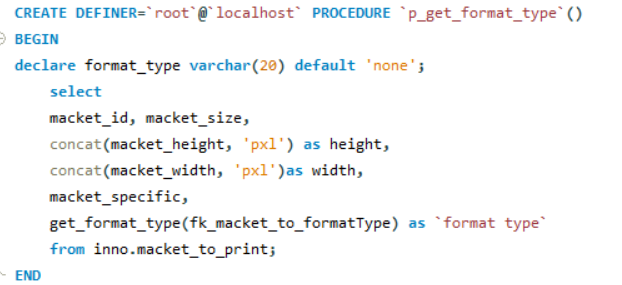 CREATE DEFINER=`root`@`localhost` PROCEDURE `p_get_format_type`()
BEGIN
declare format_type varchar(20) default 'none';
select
macket_id, macket_size,
concat(macket_height, 'pxl') as height,
concat(macket_width, 'pxl')as width,
macket_specific,
get_format_type(fk_macket_to_formatType) as `format type`
from inno.macket_to_print;
END